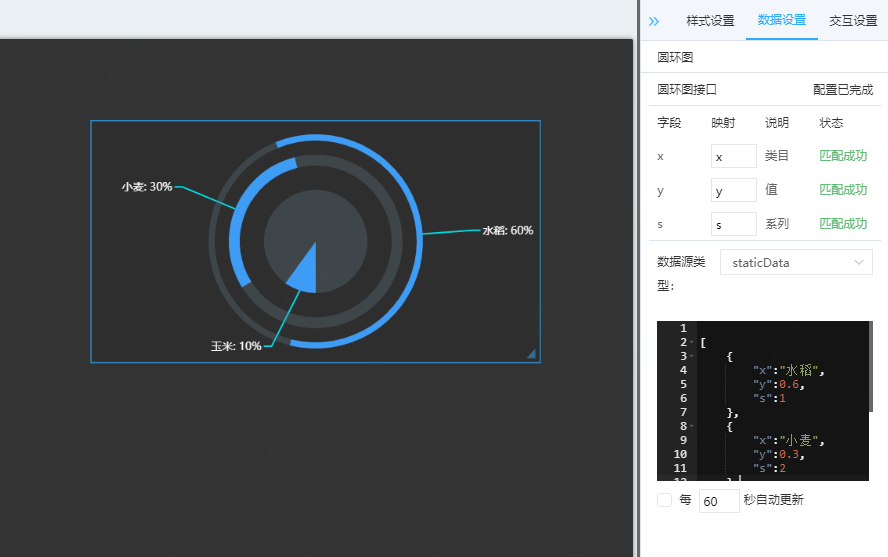 样式设置 数据设置 交互设置
圆环图
圆环图接口 配置已完成
字段 映射 说明 状态
x x 类目 匹配成功
y y 值 匹配成功
s s 系列 匹配成功
数据源类型: staticData
小麦: 30%
水稻: 60%
玉米: 10%
1
2 [
3 {
4 "x":"水稻",
5 "y":0.6,
6 "s":1
7 },
8 {
9 "x":"小麦",
10 "y":0.3,
11 "s":2
12 },
每 60 秒自动更新